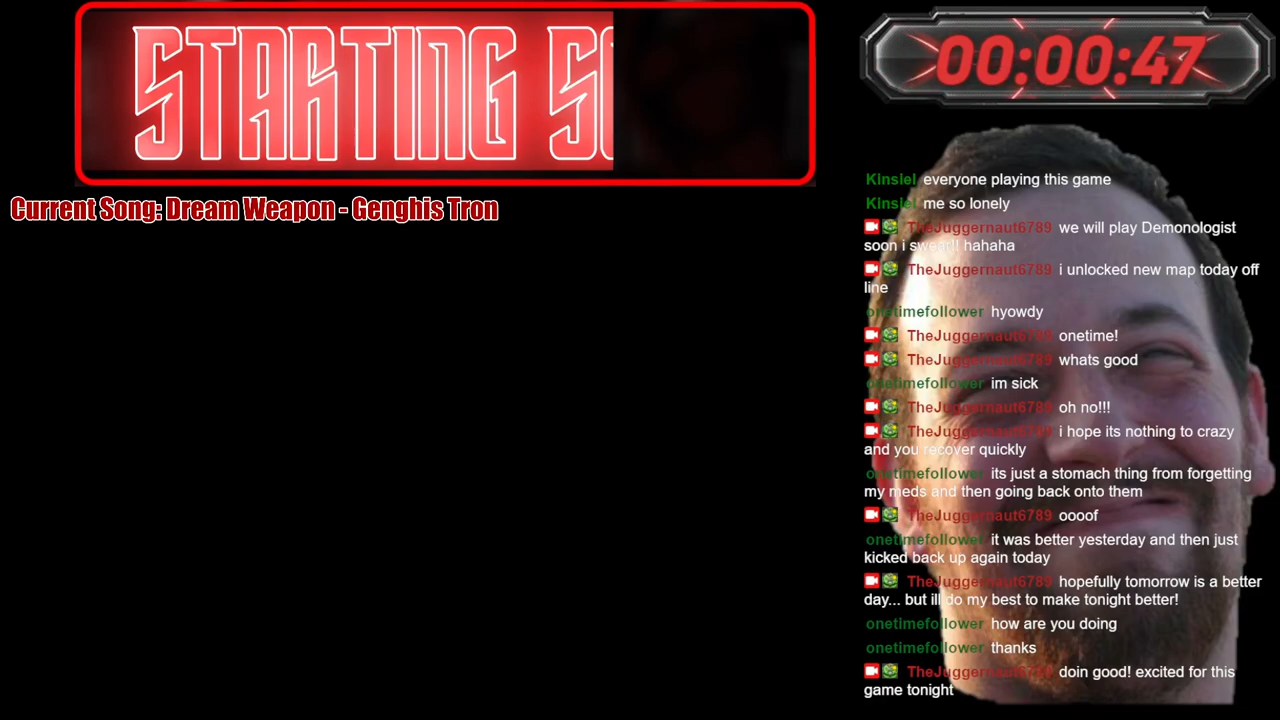 STARTING S
00:00:47
Current Song: Dream Weapon - Genghis Tron
Kinslel everyone playing this game
Kinslel me so lonely
TheJuggernaut6789 we will play Demonologist
soon i swear!! hahaha
TheJuggernaut6789 i unlocked new map today off
line
onetimefollower hyowdy
TheJuggernaut6789 onetime!
TheJuggernaut6789 whats good
onetimefollower im sick
TheJuggernaut6789 oh no!!!
TheJuggernaut6789 i hope its nothing to crazy
and you recover quickly
onetimefollower its just a stomach thing from forgetting
my meds and then going back onto them
TheJuggernaut6789 oooof
onetimefollower it was better yesterday and then just
kicked back up again today
TheJuggernaut6789 hopefully tomorrow is a better
day... but ill do my best to make tonight better!
onetimefollower how are you doing
onetimefollower thanks
TheJuggernaut6789 doin good! excited for this
game tonight